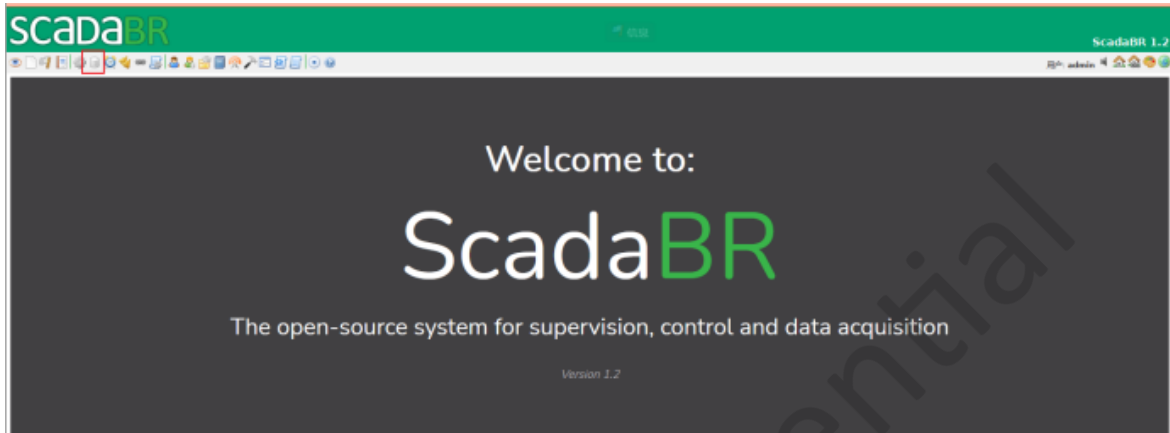 SCADABR
ScadaBR 1.2
admin
Welcome to:
ScadaBR
The open-source system for supervision, control and data acquisition
Version 1.2
ential